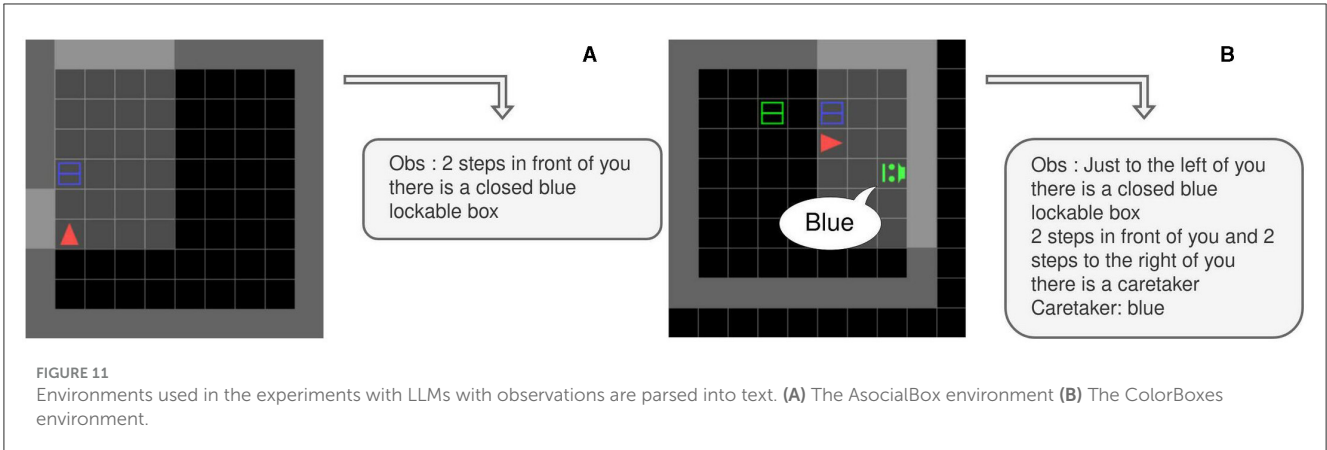 A
Obs : 2 steps in front of you
there is a closed blue
lockable box
B
Blue
Obs : Just to the left of you
there is a closed blue
lockable box
2 steps in front of you and 2
steps to the right of you
there is a caretaker
Caretaker: blue
FIGURE 11
Environments used in the experiments with LLMs with observations are parsed into text. (A) The AsocialBox environment (B) The ColorBoxes
environment.